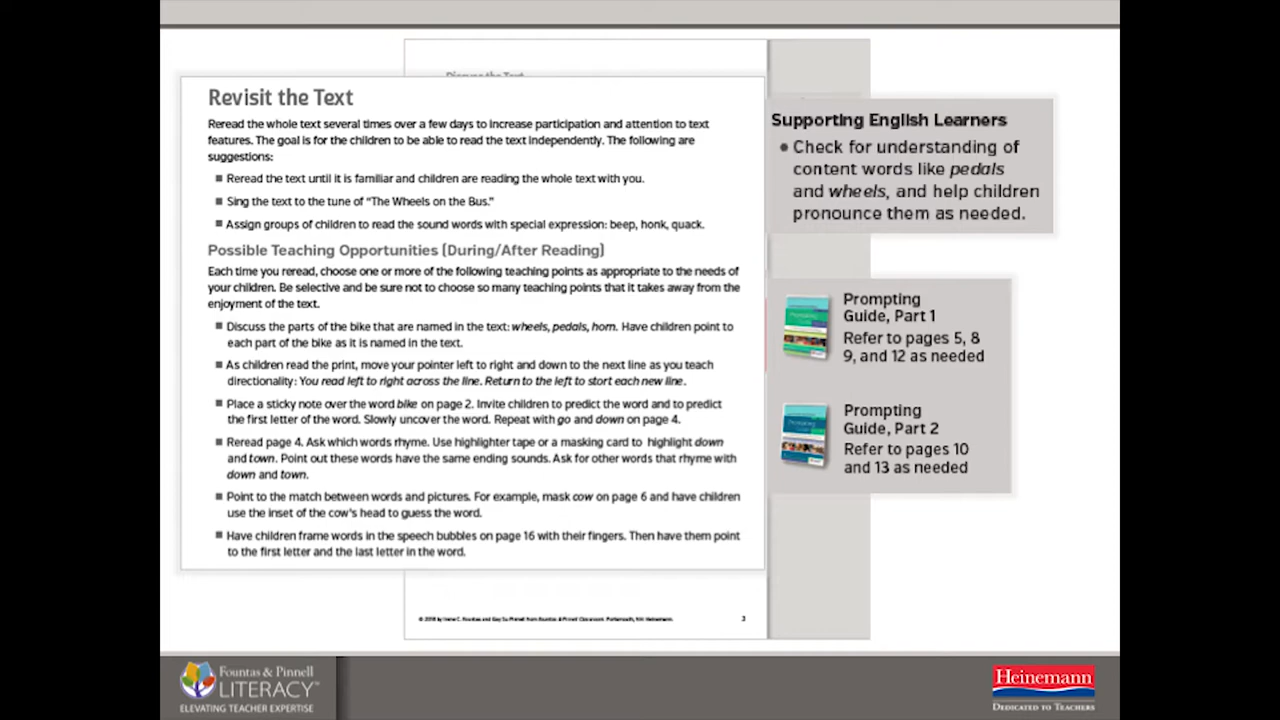 Discuss the Text
Revisit the Text
Reread the whole text several times over a few days to increase participation and attention to text
features. The goal is for the children to be able to read the text independently. The following are
suggestions:
■ Reread the text until it is familiar and children are reading the whole text with you.
■ Sing the text to the tune of “The Wheels on the Bus.”
■ Assign groups of children to read the sound words with special expression: beep, honk, quack.
Possible Teaching Opportunities (During/After Reading)
Each time you reread, choose one or more of the following teaching points as appropriate to the needs of
your children. Be selective and be sure not to choose so many teaching points that it takes away from the
enjoyment of the text.
■ Discuss the parts of the bike that are named in the text: wheels, pedals, horn. Have children point to
each part of the bike as it is named in the text.
■ As children read the print, move your pointer left to right and down to the next line as you teach
directionality: You read left to right across the line. Return to the left to start each new line.
■ Place a sticky note over the word bike on page 2. Invite children to predict the word and to predict
the first letter of the word. Slowly uncover the word. Repeat with go and down on page 4.
■ Reread page 4. Ask which words rhyme. Use highlighter tape or a masking card to highlight down
and town. Point out these words have the same ending sounds. Ask for other words that rhyme with
down and town.
■ Point to the match between words and pictures. For example, mask cow on page 6 and have children
use the inset of the cow's head to guess the word.
■ Have children frame words in the speech bubbles on page 16 with their fingers. Then have them point
to the first letter and the last letter in the word.
Supporting English Learners
● Check for understanding of
content words like pedals
and wheels, and help children
pronounce them as needed.
Prompting
Guide, Part 1
Refer to pages 5, 8
9, and 12 as needed
Prompting
Guide, Part 2
Refer to pages 10
and 13 as needed
© 2018 by Irene C. Fountas and Gay Su Pinnell from Fountas & Pinnell Classroom. Portsmouth, NH: Heinemann.
3
Fountas & Pinnell
LITERACY™
ELEVATING TEACHER EXPERTISE
Heinemann
DEDICATED TO TEACHERS